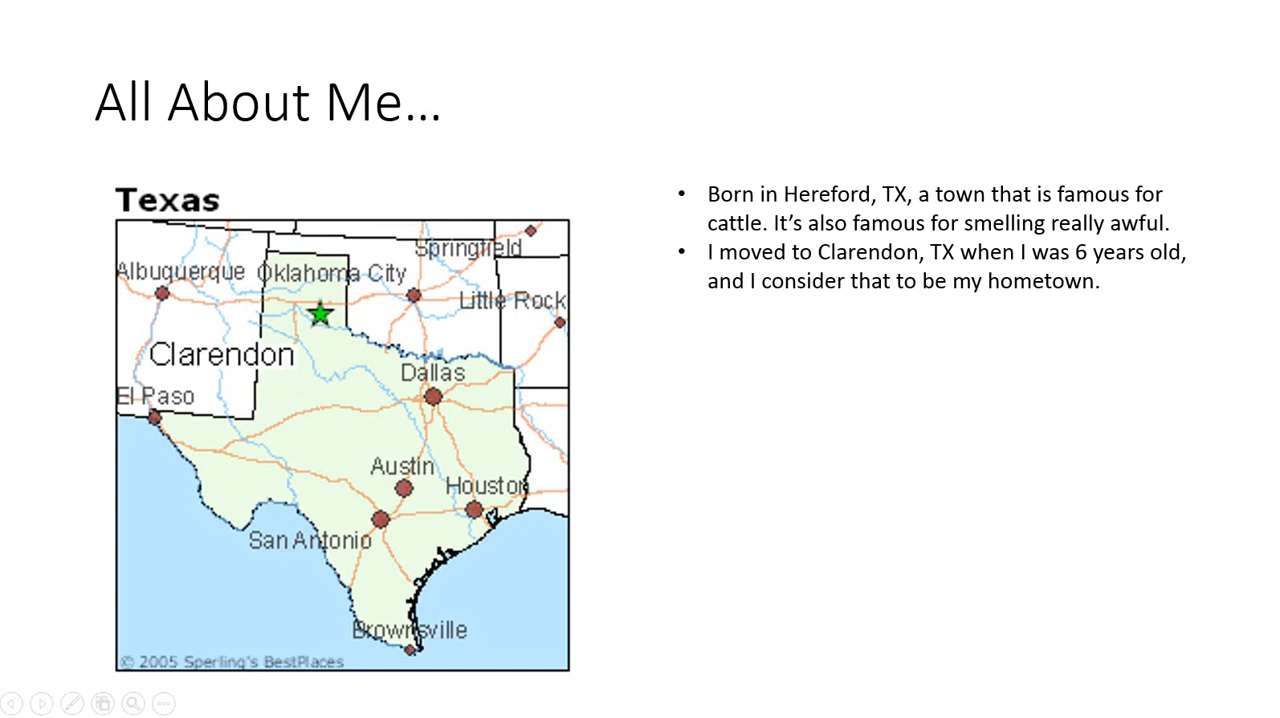 All About Me...
Texas
Springfield
Albuquerque
Oklahoma City
Little Rock
Clarendon
Dallas
El Paso
Austin
Houston
San Antonio
Brownsville
© 2005 Sperling's BestPlaces
• Born in Hereford, TX, a town that is famous for
cattle. It’s also famous for smelling really awful.
• I moved to Clarendon, TX when I was 6 years old,
and I consider that to be my hometown.